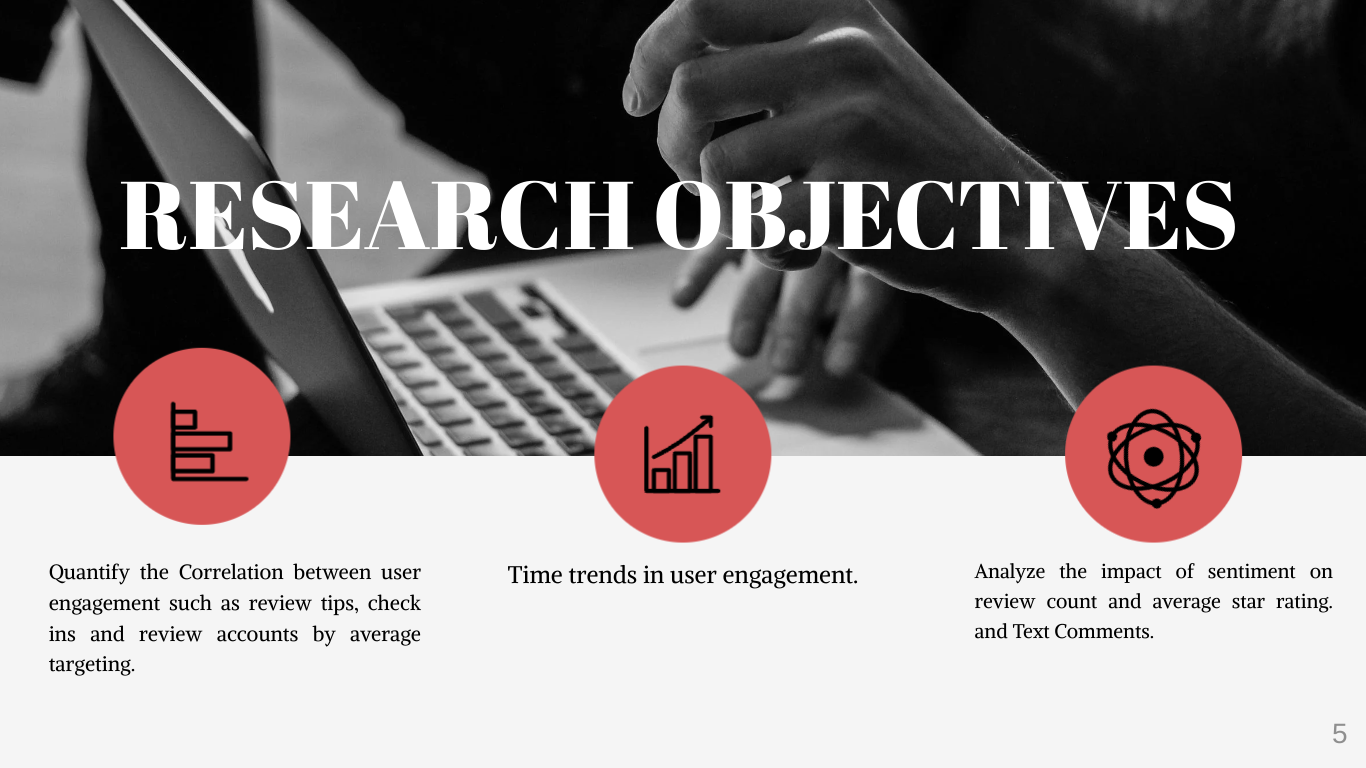 RESEARCH OBJECTIVES
Quantify the Correlation between user
engagement such as review tips, check
ins and review accounts by average
targeting.
Time trends in user engagement.
Analyze the impact of sentiment on
review count and average star rating.
and Text Comments.
5